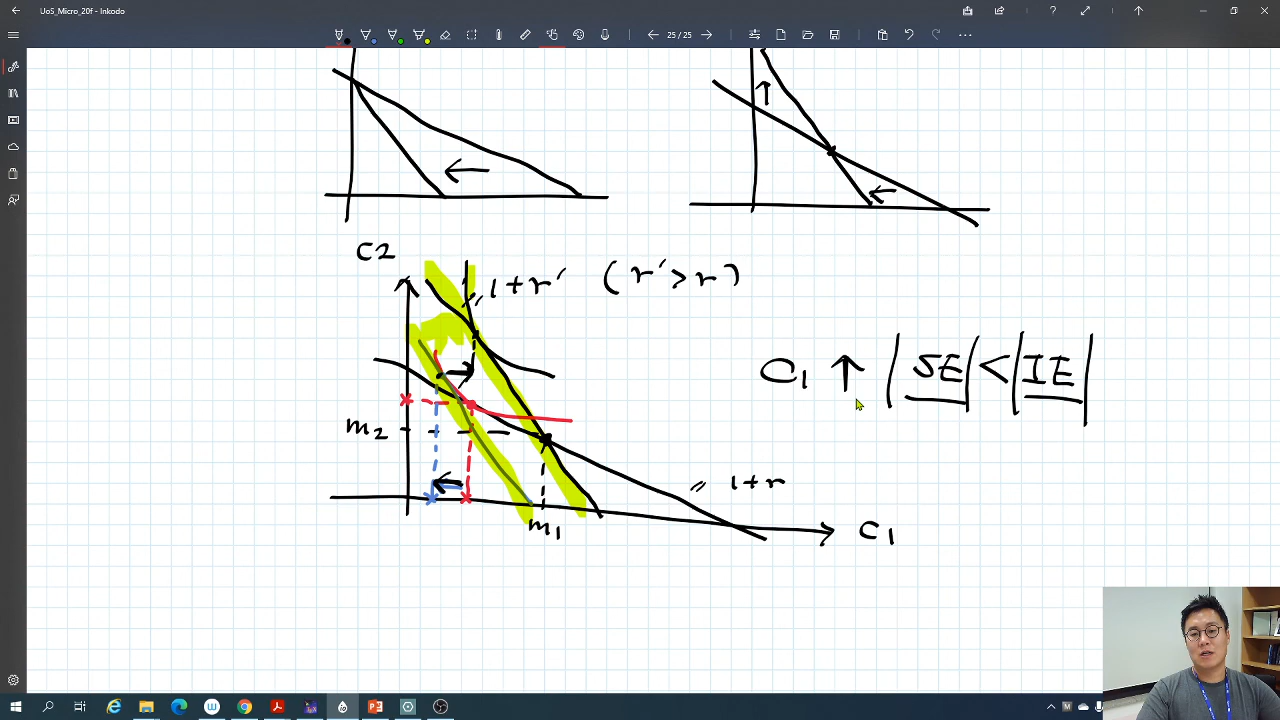 UoS_Micro_20f - Inkodo
25/25
C2
1+r′ (r′>r)
C1 ↑ |SE|<|IE|
m2
1+r
m1
C1